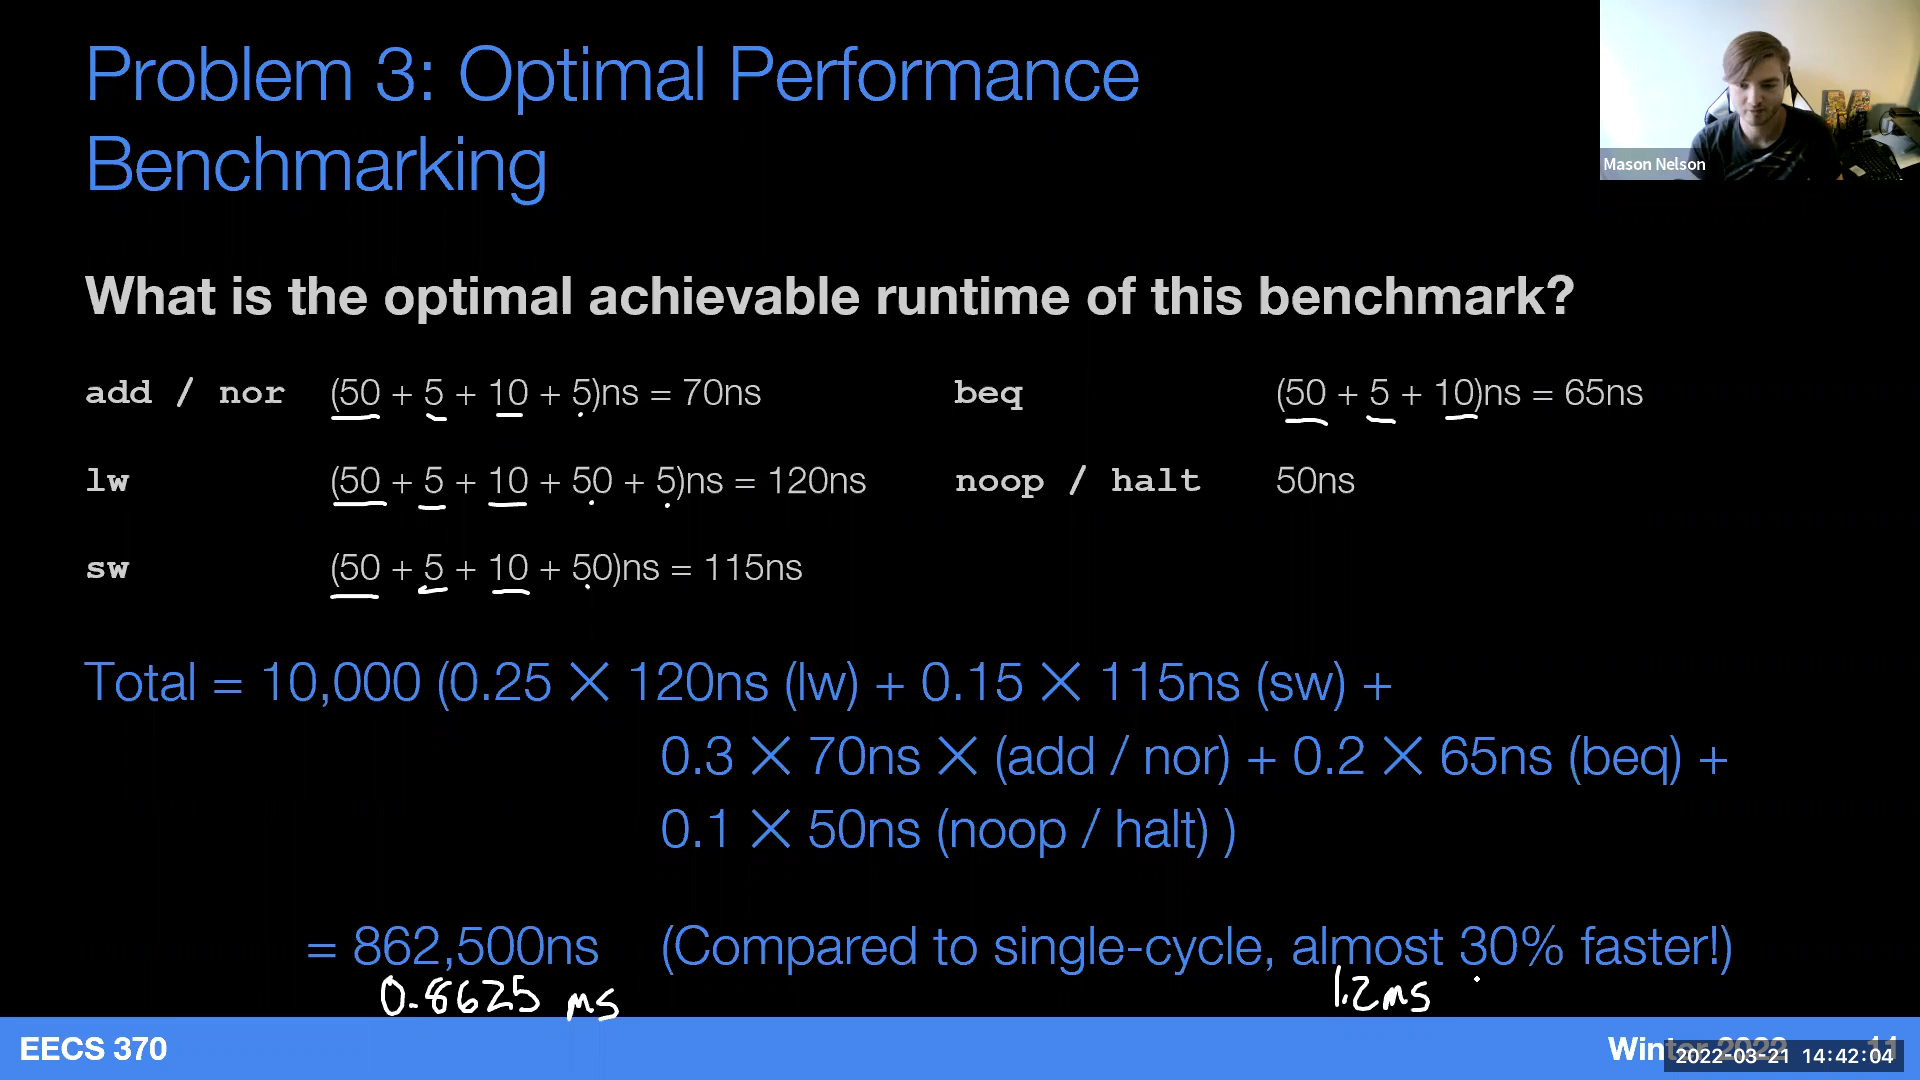 Problem 3: Optimal Performance
Benchmarking
Mason Nelson
What is the optimal achievable runtime of this benchmark?
add / nor (50 + 5 + 10 + 5)ns = 70ns
beq (50 + 5 + 10)ns = 65ns
lw (50 + 5 + 10 + 50 + 5)ns = 120ns
noop / halt 50ns
sw (50 + 5 + 10 + 50)ns = 115ns
Total = 10,000 (0.25 ✕ 120ns (lw) + 0.15 ✕ 115ns (sw) +
0.3 ✕ 70ns ✕ (add / nor) + 0.2 ✕ 65ns (beq) +
0.1 ✕ 50ns (noop / halt) )
= 862,500ns (Compared to single-cycle, almost 30% faster!)
0.8625 ms
1.2ms
EECS 370
Winter 2022 11
2022-03-21 14:42:04